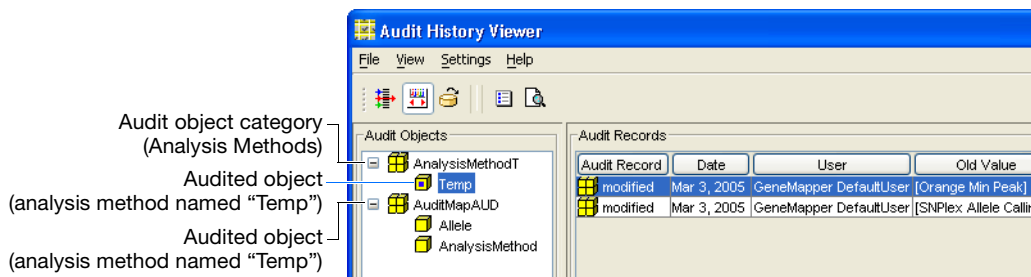 Audit History Viewer
File View Settings Help
Audit object category
(Analysis Methods)
Audited object
(analysis method named “Temp”)
Audited object
(analysis method named “Temp”)
Audit Objects
AnalysisMethodT
Temp
AuditMapAUD
Allele
AnalysisMethod
Audit Records
Audit Record Date User Old Value
modified Mar 3, 2005 GeneMapper DefaultUser [Orange Min Peak]
modified Mar 3, 2005 GeneMapper DefaultUser [SNPlex Allele Callin